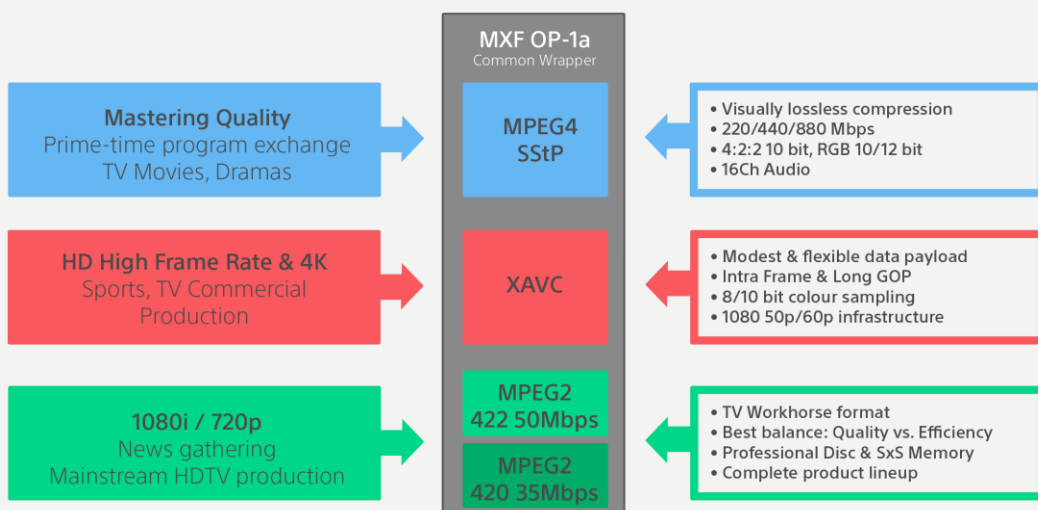 MXF OP-1a
Common Wrapper
Mastering Quality
Prime-time program exchange
TV Movies, Dramas
MPEG4
SStP
• Visually lossless compression
• 220/440/880 Mbps
• 4:2:2 10 bit, RGB 10/12 bit
• 16Ch Audio
HD High Frame Rate & 4K
Sports, TV Commercial
Production
XAVC
• Modest & flexible data payload
• Intra Frame & Long GOP
• 8/10 bit colour sampling
• 1080 50p/60p infrastructure
1080i / 720p
News gathering
Mainstream HDTV production
MPEG2
422 50Mbps
MPEG2
420 35Mbps
• TV Workhorse format
• Best balance: Quality vs. Efficiency
• Professional Disc & SxS Memory
• Complete product lineup